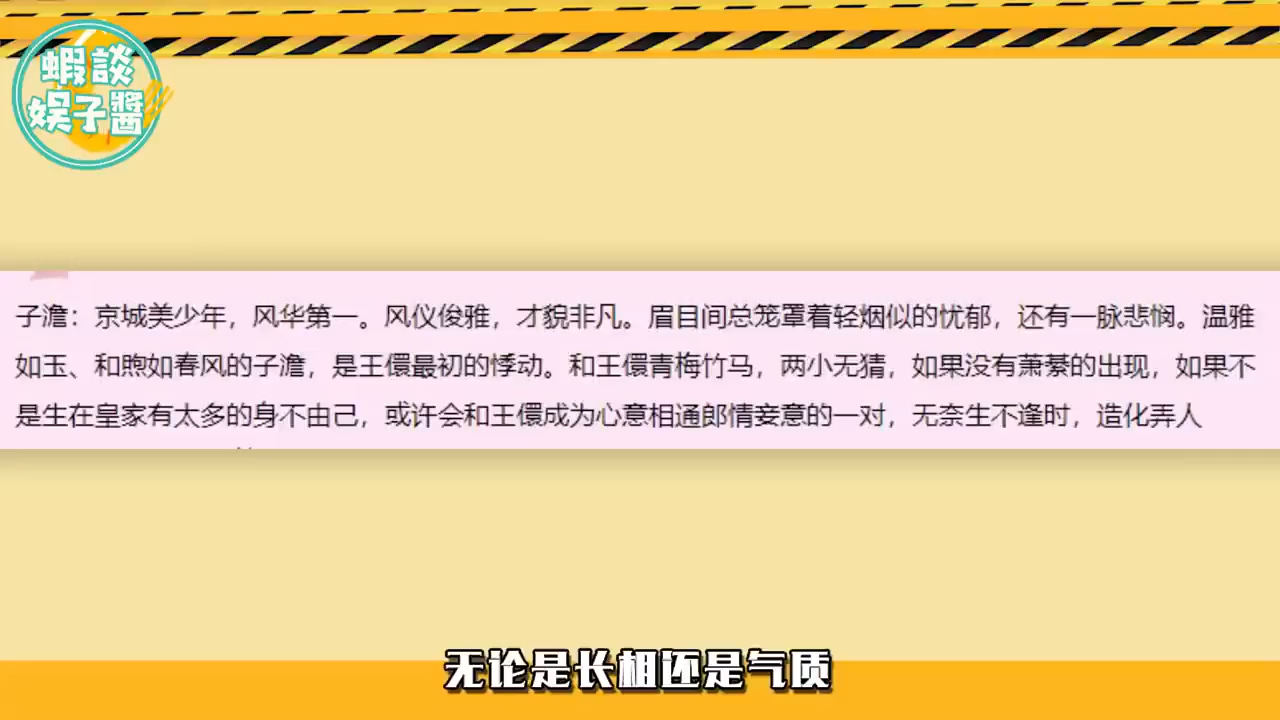 蝦談
娱子醬
子澹：京城美少年，风华第一。风仪俊雅，才貌非凡。眉目间总笼罩着轻烟似的忧郁，还有一脉悲悯。温雅
如玉、和煦如春风的子澹，是王儇最初的悸动。和王儇青梅竹马，两小无猜，如果没有萧綦的出现，如果不
是生在皇家有太多的身不由己，或许会和王儇成为心意相通郎情妾意的一对，无奈生不逢时，造化弄人
无论是长相还是气质